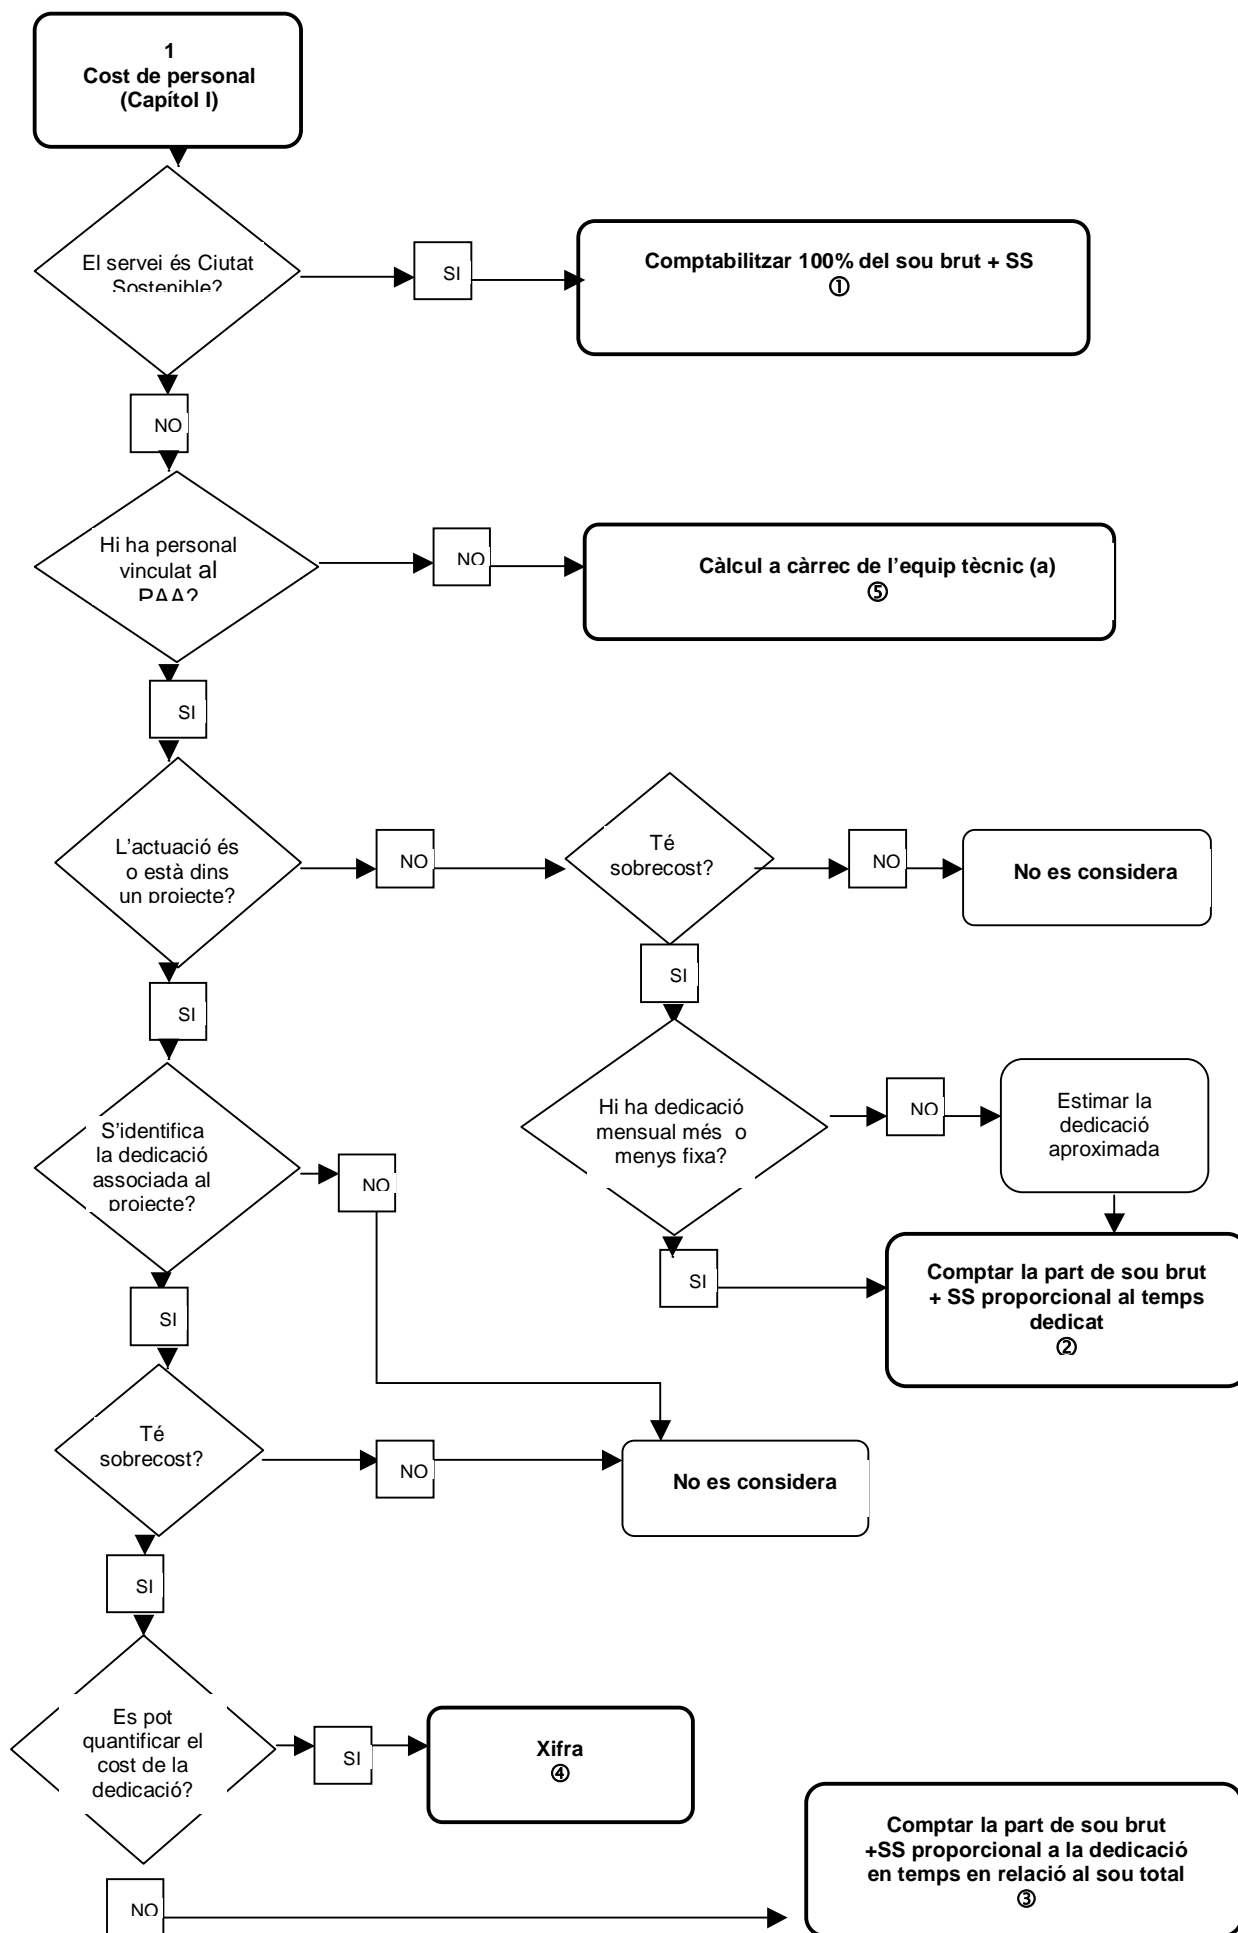 1
Cost de personal
(Capítol I)
El servei és Ciutat
Sostenible?
SI
Comptabilitzar 100% del sou brut + SS
①
NO
Hi ha personal
vinculat al
PAA?
NO
Càlcul a càrrec de l’equip tècnic (a)
⑤
SI
L’actuació és
o està dins
un projecte?
NO
Té
sobrecost?
NO
No es considera
SI
SI
Hi ha dedicació
mensual més o
menys fixa?
NO
Estimar la
dedicació
aproximada
S’identifica
la dedicació
associada al
projecte?
NO
SI
Comptar la part de sou brut
+ SS proporcional al temps
dedicat
②
SI
Té
sobrecost?
NO
No es considera
SI
Es pot
quantificar el
cost de la
dedicació?
SI
Xifra
④
Comptar la part de sou brut
+SS proporcional a la dedicació
en temps en relació al sou total
③
NO